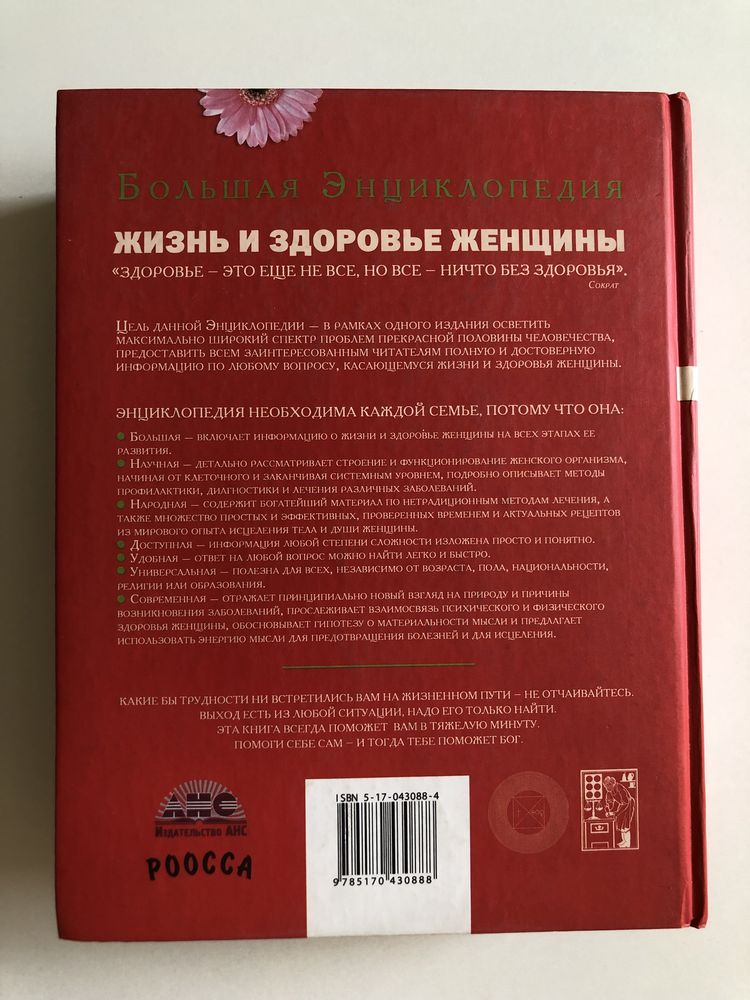 Большая Энциклопедия
ЖИЗНЬ И ЗДОРОВЬЕ ЖЕНЩИНЫ
«ЗДОРОВЬЕ – ЭТО ЕЩЕ НЕ ВСЕ, НО ВСЕ – НИЧТО БЕЗ ЗДОРОВЬЯ».
Сократ
Цель данной Энциклопедии – в рамках одного издания осветить
максимально широкий спектр проблем прекрасной половины человечества,
предоставить всем заинтересованным читателям полную и достоверную
информацию по любому вопросу, касающемуся жизни и здоровья женщины.
ЭНЦИКЛОПЕДИЯ НЕОБХОДИМА КАЖДОЙ СЕМЬЕ, ПОТОМУ ЧТО ОНА:
● Большая – включает информацию о жизни и здоровье женщины на всех этапах ее
развития.
● Научная – детально рассматривает строение и функционирование женского организма,
начиная от клеточного и заканчивая системным уровнем, подробно описывает методы
профилактики, диагностики и лечения различных заболеваний.
● Народная – содержит богатейший материал по нетрадиционным методам лечения, а
также множество простых и эффективных, проверенных временем и актуальных рецептов
из мирового опыта исцеления тела и души женщины.
● Доступная – информация любой степени сложности изложена просто и понятно.
● Удобная – ответ на любой вопрос можно найти легко и быстро.
● Универсальная – полезна для всех, независимо от возраста, пола, национальности,
религии или образования.
● Современная – отражает принципиально новый взгляд на природу и причины
возникновения заболеваний, прослеживает взаимосвязь психического и физического
здоровья женщины, обосновывает гипотезу о материальности мысли и предлагает
использовать энергию мысли для предотвращения болезней и для исцеления.
КАКИЕ БЫ ТРУДНОСТИ НИ ВСТРЕТИЛИСЬ ВАМ НА ЖИЗНЕННОМ ПУТИ – НЕ ОТЧАИВАЙТЕСЬ.
ВЫХОД ЕСТЬ ИЗ ЛЮБОЙ СИТУАЦИИ, НАДО ЕГО ТОЛЬКО НАЙТИ.
ЭТА КНИГА ВСЕГДА ПОМОЖЕТ ВАМ В ТЯЖЕЛУЮ МИНУТУ.
ПОМОГИ СЕБЕ САМ – И ТОГДА ТЕБЕ ПОМОЖЕТ БОГ.
АНС
Издательство АНС
РООССА
ISBN 5-17-043088-4
9785170 430888